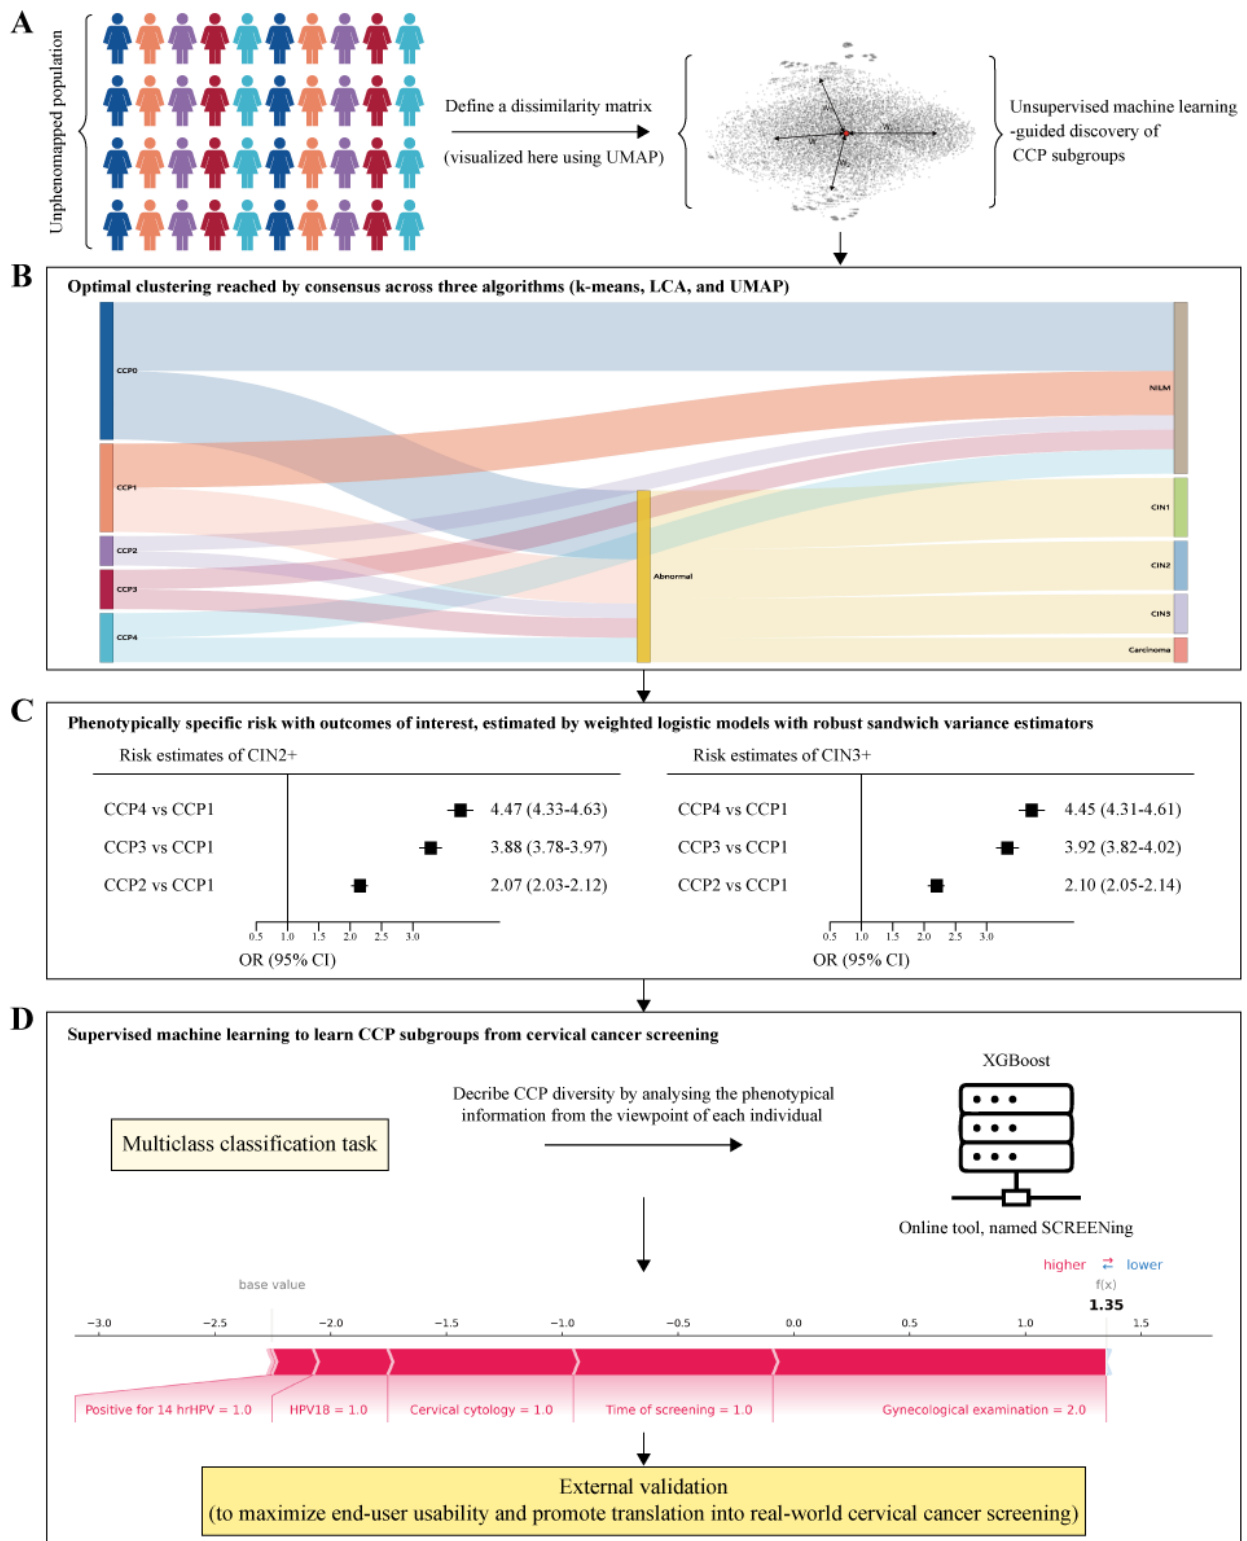 A
Unphenomapped population
Define a dissimilarity matrix
(visualized here using UMAP)
Unsupervised machine learning
-guided discovery of
CCP subgroups
B
Optimal clustering reached by consensus across three algorithms (k-means, LCA, and UMAP)
CCP0
CCP1
CCP2
CCP3
CCP4
Abnormal
NILM
CIN1
CIN2
CIN3
Carcinoma
C
Phenotypically specific risk with outcomes of interest, estimated by weighted logistic models with robust sandwich variance estimators
Risk estimates of CIN2+
CCP4 vs CCP1 4.47 (4.33-4.63)
CCP3 vs CCP1 3.88 (3.78-3.97)
CCP2 vs CCP1 2.07 (2.03-2.12)
0.5 1.0 1.5 2.0 2.5 3.0
OR (95% CI)
Risk estimates of CIN3+
CCP4 vs CCP1 4.45 (4.31-4.61)
CCP3 vs CCP1 3.92 (3.82-4.02)
CCP2 vs CCP1 2.10 (2.05-2.14)
0.5 1.0 1.5 2.0 2.5 3.0
OR (95% CI)
D
Supervised machine learning to learn CCP subgroups from cervical cancer screening
Multiclass classification task
Decribe CCP diversity by analysing the phenotypical
information from the viewpoint of each individual
XGBoost
Online tool, named SCREENing
higher ⇄ lower
base value
f(x)
1.35
−3.0 −2.5 −2.0 −1.5 −1.0 −0.5 0.0 0.5 1.0 1.5
Positive for 14 hrHPV = 1.0 HPV18 = 1.0 Cervical cytology = 1.0 Time of screening = 1.0 Gynecological examination = 2.0
External validation
(to maximize end-user usability and promote translation into real-world cervical cancer screening)